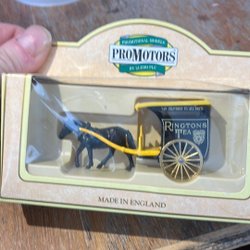 PROMOTIONAL MODELS
PROMOTORS
BY LLEDO PLC
RINGTONS
TEA
MADE IN ENGLAND